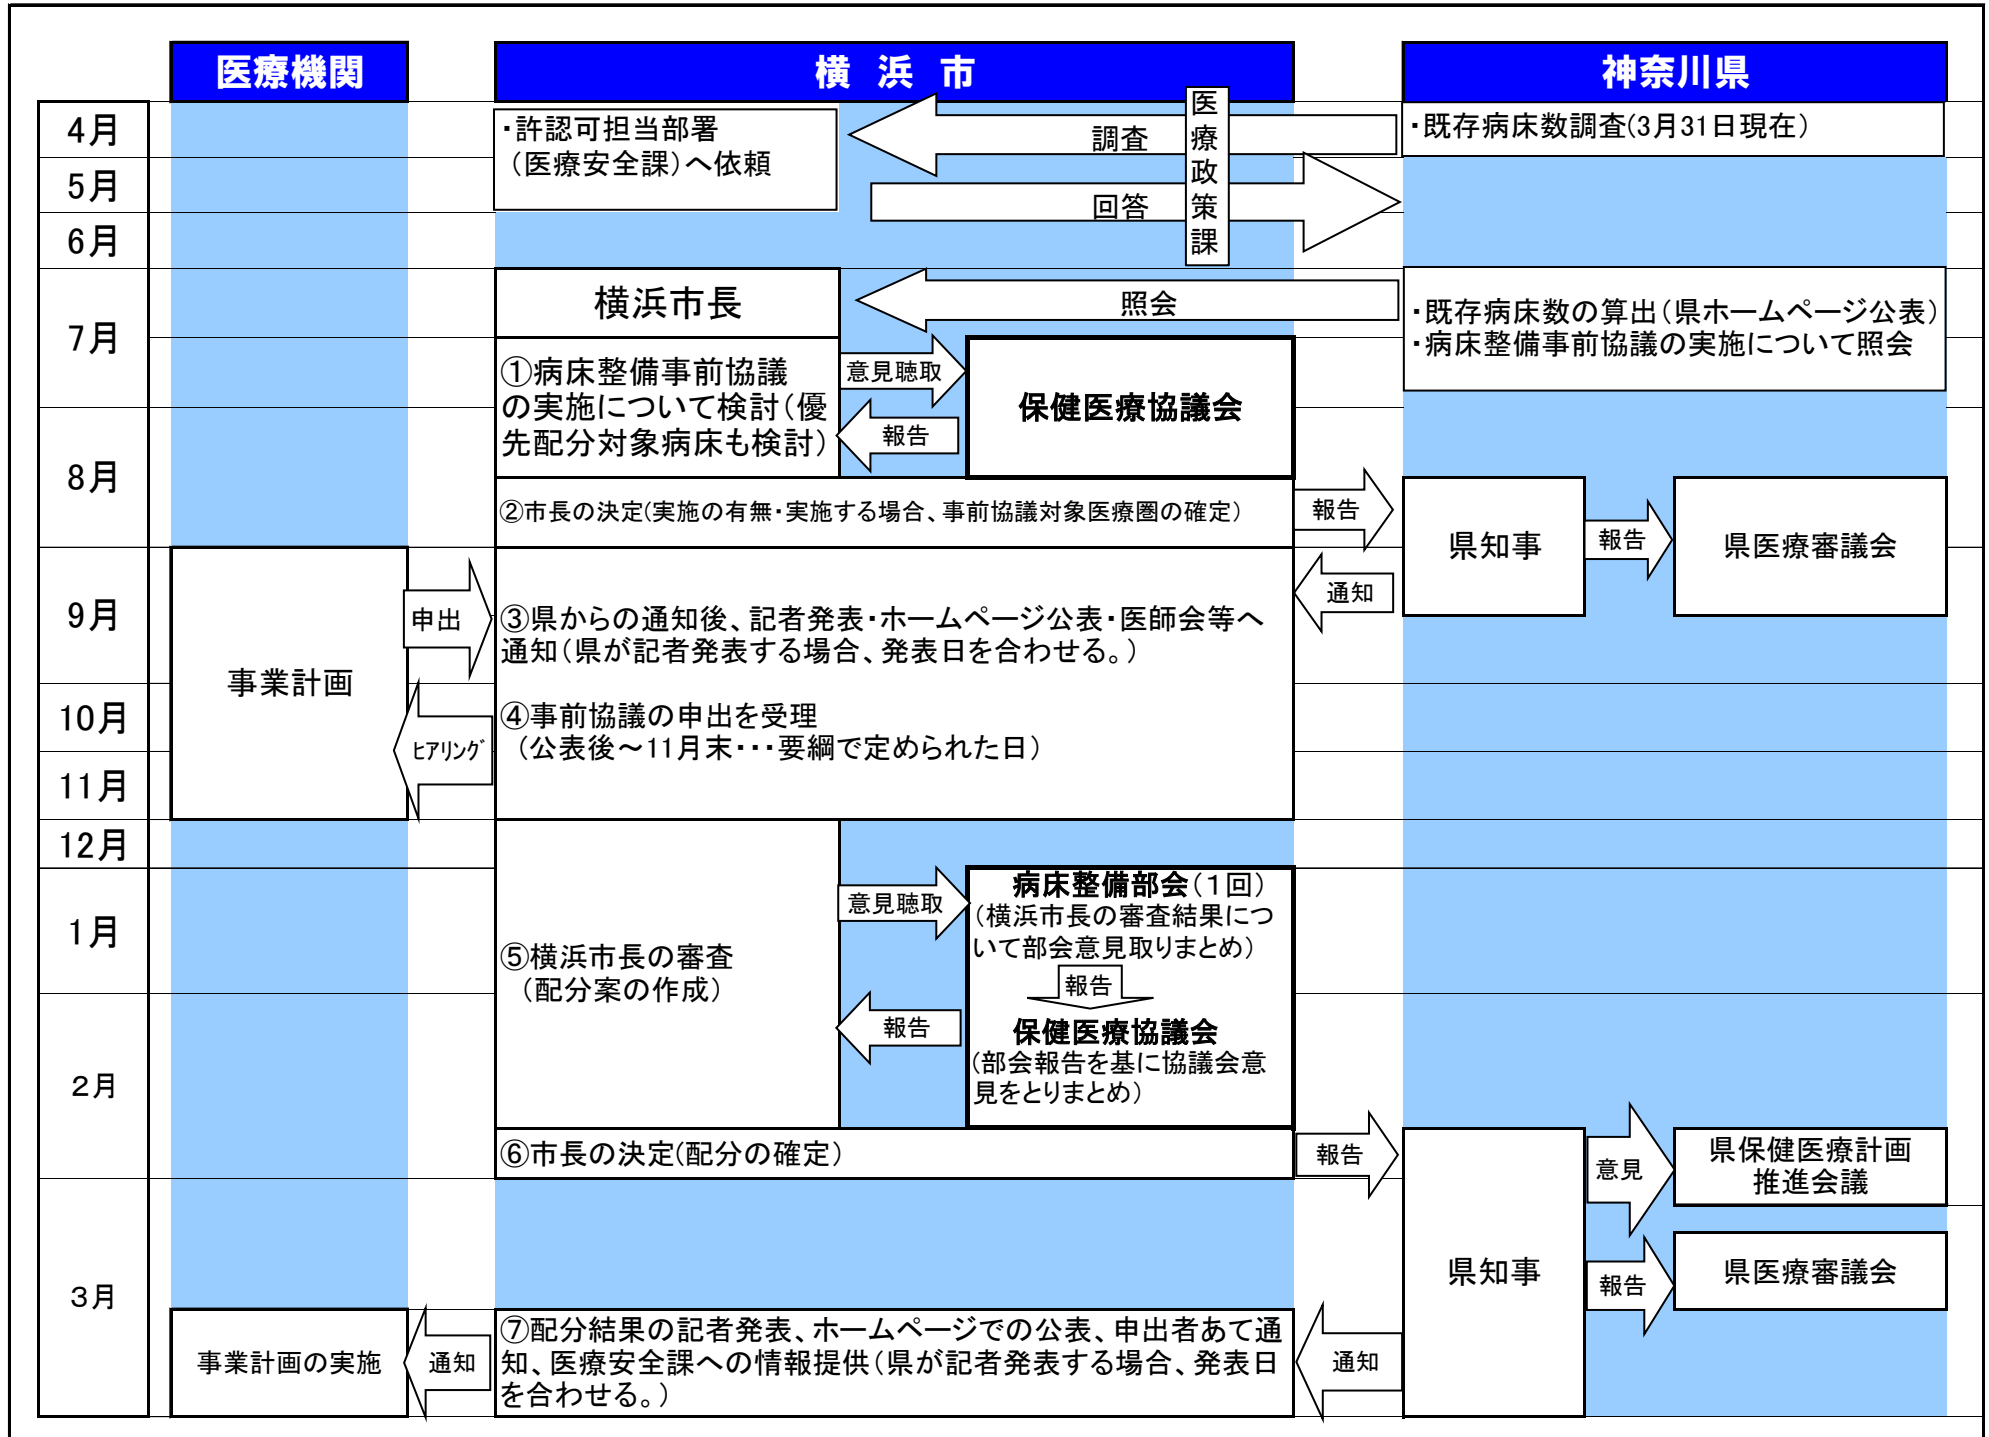 医療機関
横 浜 市
神奈川県
4月
・許認可担当部署
（医療安全課）へ依頼
調査
医療政策課
・既存病床数調査(3月31日現在）
5月
回答
6月
7月
横浜市長
照会
・既存病床数の算出（県ホームページ公表）
・病床整備事前協議の実施について照会
①病床整備事前協議
の実施について検討（優
先配分対象病床も検討）
意見聴取
報告
保健医療協議会
8月
②市長の決定(実施の有無・実施する場合、事前協議対象医療圏の確定）
報告
県知事
報告
県医療審議会
9月
事業計画
申出
③県からの通知後、記者発表・ホームページ公表・医師会等へ
通知（県が記者発表する場合、発表日を合わせる。）
通知
10月
④事前協議の申出を受理
（公表後～11月末・・・要綱で定められた日）
ﾋｱﾘﾝｸﾞ
11月
12月
1月
⑤横浜市長の審査
（配分案の作成）
意見聴取
報告
病床整備部会（１回）
（横浜市長の審査結果につ
いて部会意見取りまとめ）
報告
保健医療協議会
（部会報告を基に協議会意
見をとりまとめ）
2月
⑥市長の決定(配分の確定）
報告
県知事
意見
県保健医療計画
推進会議
3月
報告
県医療審議会
事業計画の実施
通知
⑦配分結果の記者発表、ホームページでの公表、申出者あて通
知、医療安全課への情報提供（県が記者発表する場合、発表日
を合わせる。）
通知